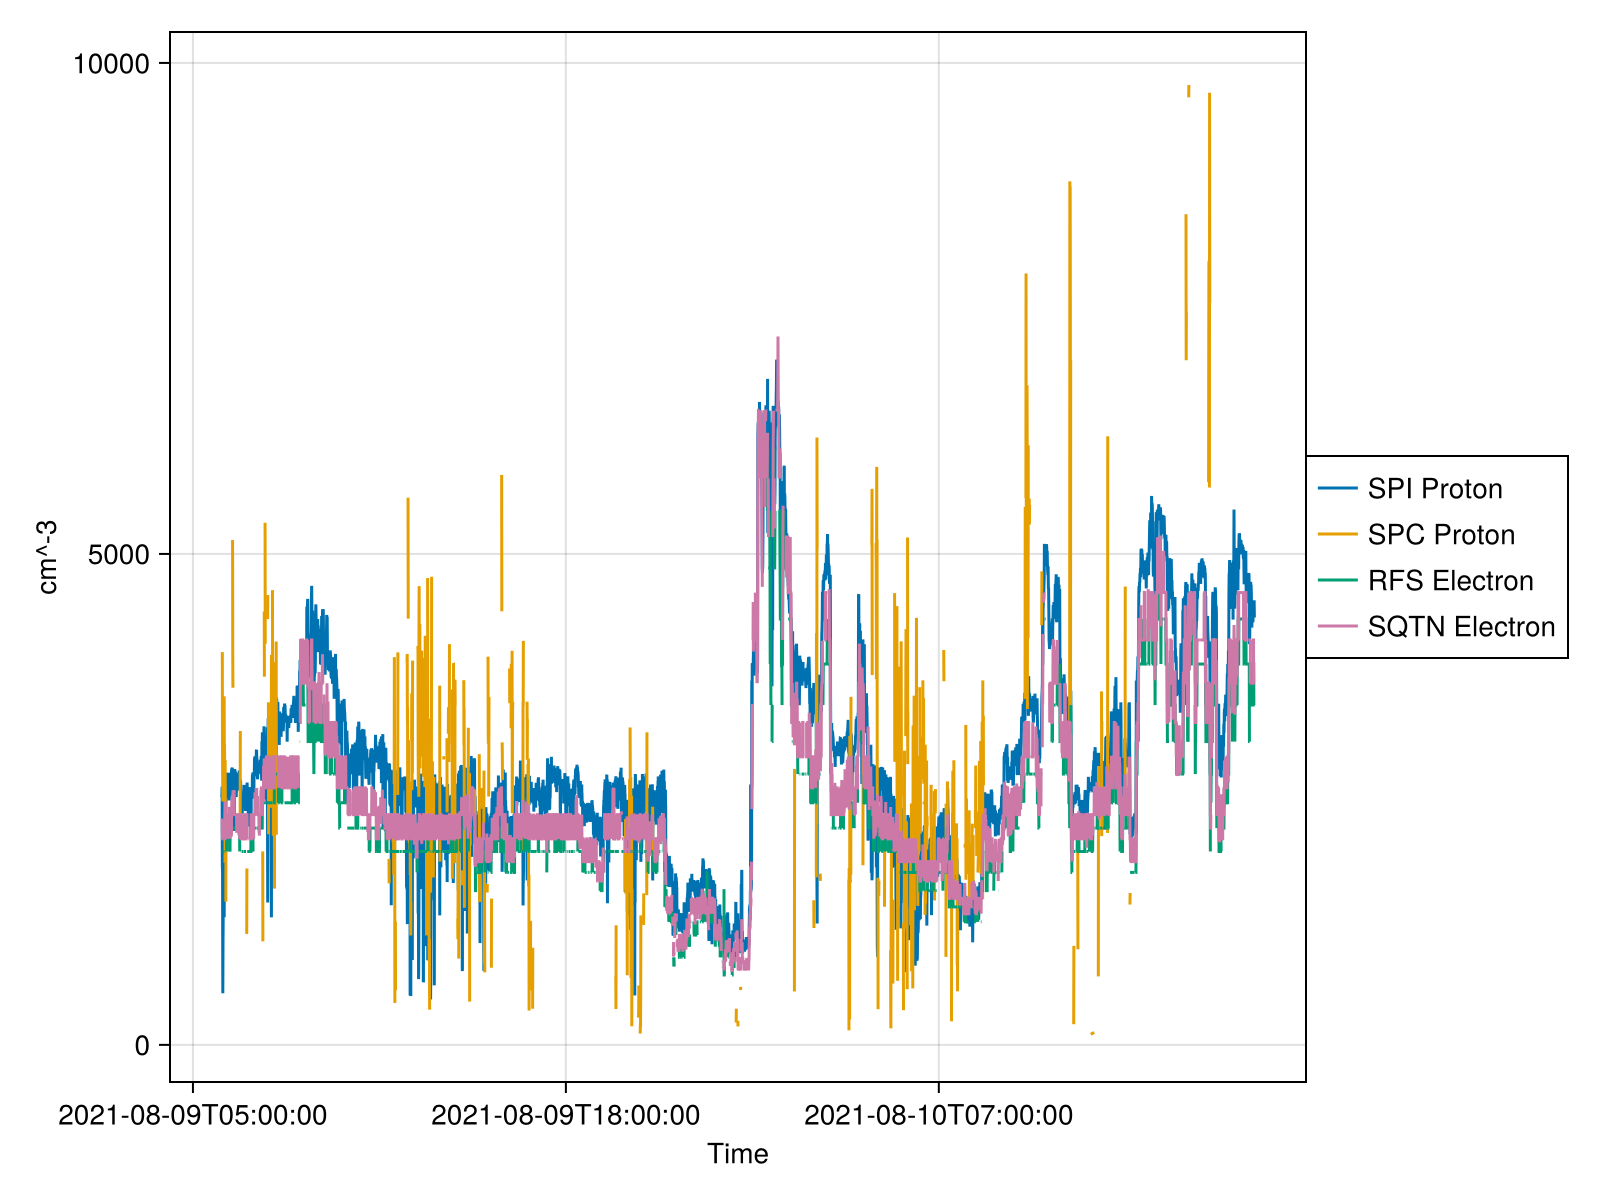 10000
5000
0
cm^-3
2021-08-09T05:00:00
2021-08-09T18:00:00
2021-08-10T07:00:00
Time
SPI Proton
SPC Proton
RFS Electron
SQTN Electron